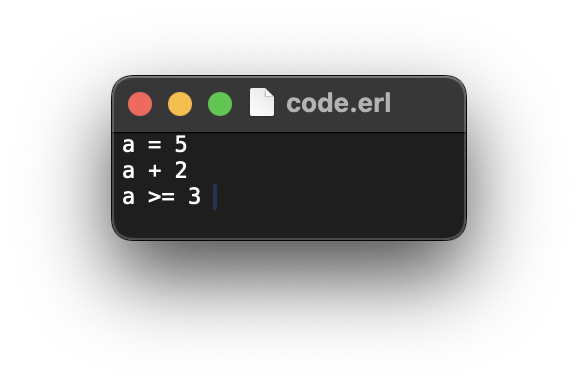 code.erl
a = 5
a + 2
a >= 3